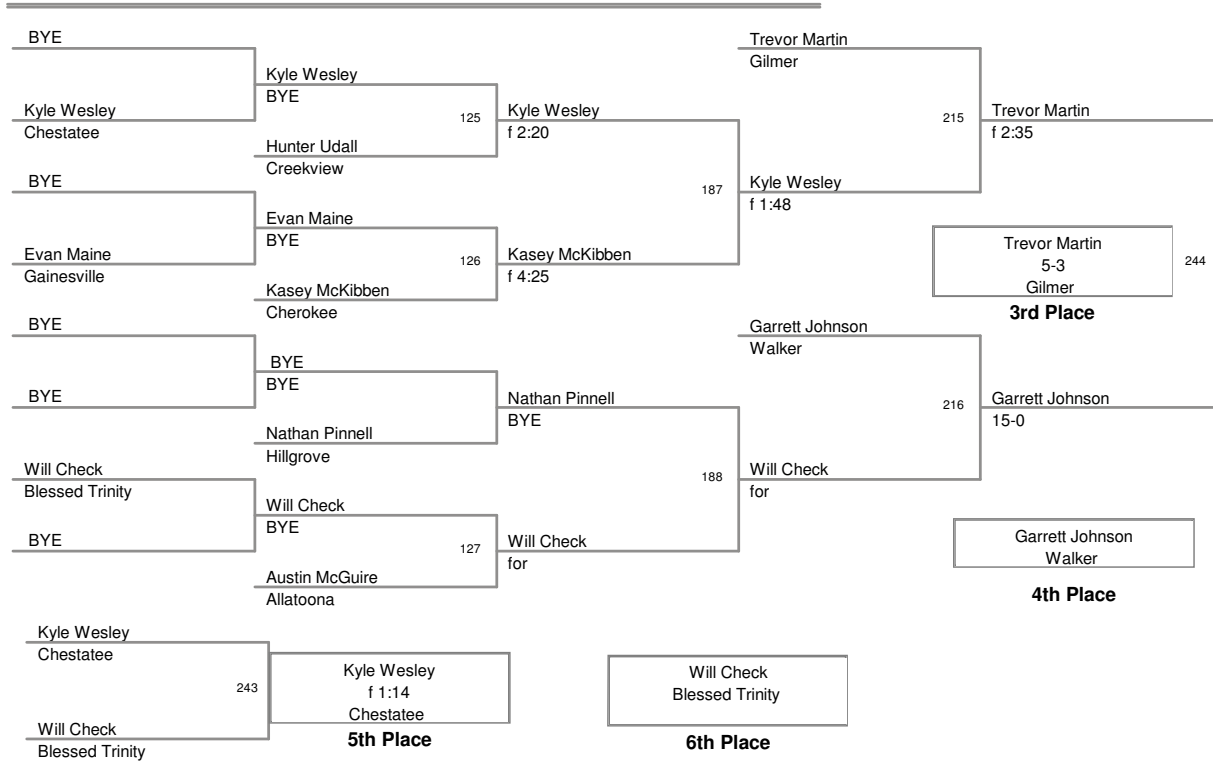 BYE
Kyle Wesley
Chestatee
BYE
Evan Maine
Gainesville
BYE
BYE
Will Check
Blessed Trinity
BYE
Kyle Wesley
BYE
125
Hunter Udall
Creekview
Evan Maine
BYE
126
Kasey McKibben
Cherokee
BYE
BYE
Nathan Pinnell
Hillgrove
Will Check
BYE
127
Austin McGuire
Allatoona
Kyle Wesley
f 2:20
187
Kasey McKibben
f 4:25
Nathan Pinnell
BYE
188
Will Check
for
Trevor Martin
Gilmer
215
Kyle Wesley
f 1:48
Garrett Johnson
Walker
216
Will Check
for
Trevor Martin
f 2:35
Trevor Martin
5-3
Gilmer
244
3rd Place
Garrett Johnson
15-0
Garrett Johnson
Walker
4th Place
Kyle Wesley
Chestatee
243
Will Check
Blessed Trinity
Kyle Wesley
f 1:14
Chestatee
5th Place
Will Check
Blessed Trinity
6th Place